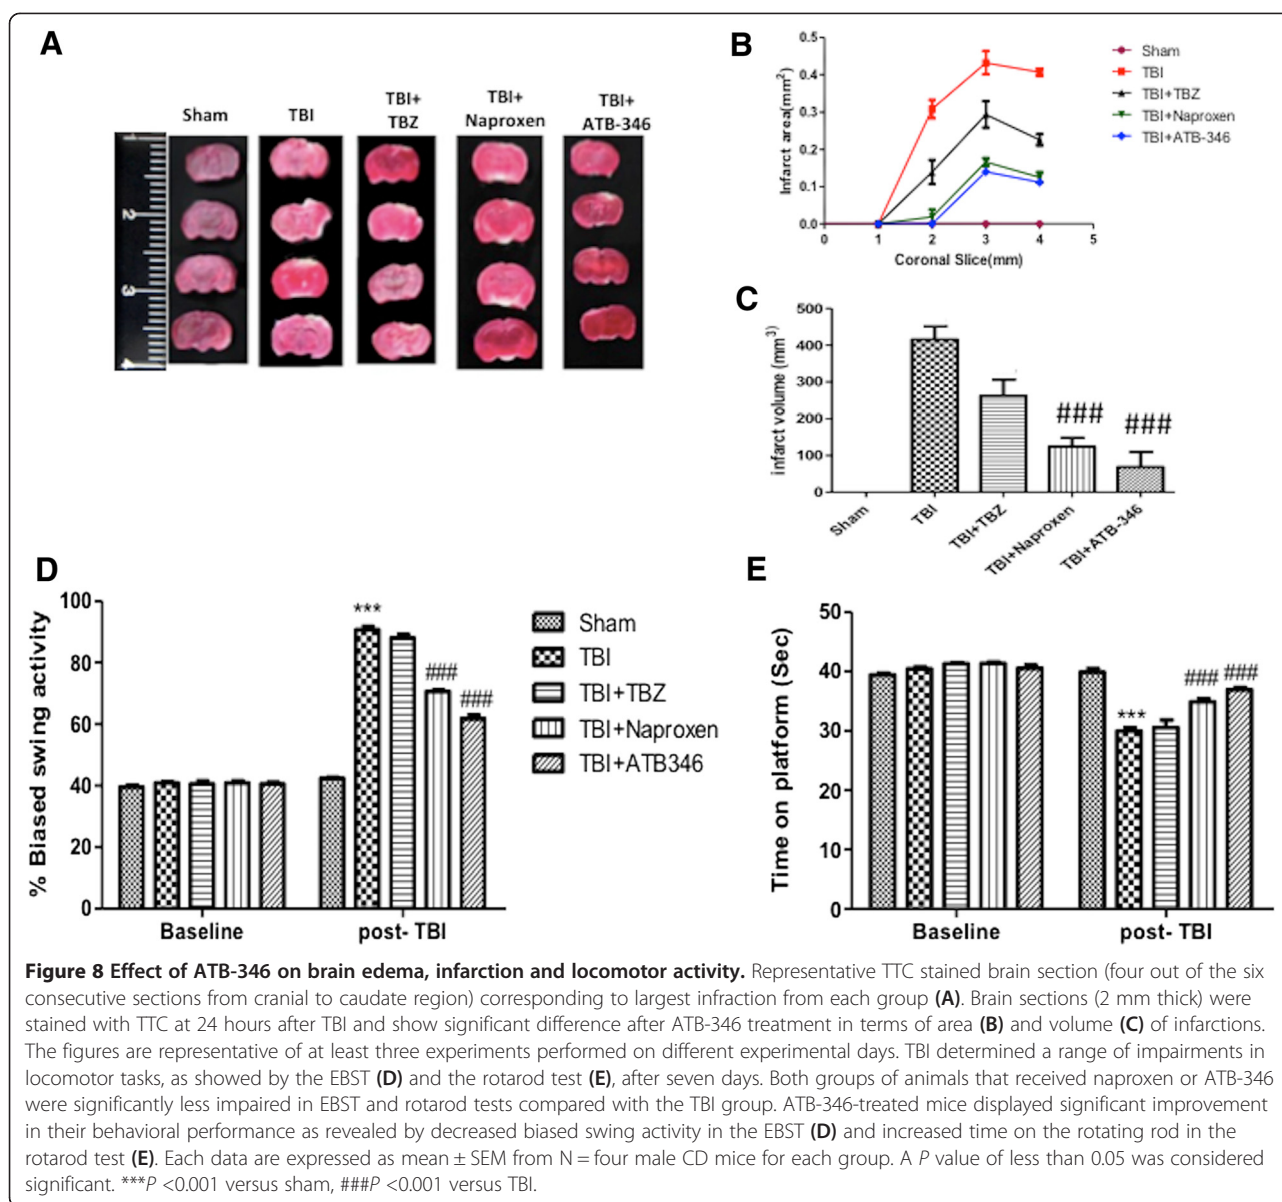 A
Sham
TBI
TBI+
TBZ
TBI+
Naproxen
TBI+
ATB-346
2
3
4
B
Infarct area(mm²)
0.5
0.4
0.3
0.2
0.1
0.0
0
1
2
3
4
5
Coronal Slice(mm)
Sham
TBI
TBI+TBZ
TBI+Naproxen
TBI+ATB-346
C
infarct volume (mm³)
500
400
300
200
100
0
###
###
Sham
TBI
TBI+TBZ
TBI+Naproxen
TBI+ATB-346
D
% Biased swing activity
100
80
60
40
20
0
***
###
###
Baseline
post- TBI
Sham
TBI
TBI+TBZ
TBI+Naproxen
TBI+ATB346
E
Time on platform (Sec)
50
40
30
20
10
0
***
###
###
Baseline
post- TBI
Figure 8 Effect of ATB-346 on brain edema, infarction and locomotor activity. Representative TTC stained brain section (four out of the six
consecutive sections from cranial to caudate region) corresponding to largest infraction from each group (A). Brain sections (2 mm thick) were
stained with TTC at 24 hours after TBI and show significant difference after ATB-346 treatment in terms of area (B) and volume (C) of infarctions.
The figures are representative of at least three experiments performed on different experimental days. TBI determined a range of impairments in
locomotor tasks, as showed by the EBST (D) and the rotarod test (E), after seven days. Both groups of animals that received naproxen or ATB-346
were significantly less impaired in EBST and rotarod tests compared with the TBI group. ATB-346-treated mice displayed significant improvement
in their behavioral performance as revealed by decreased biased swing activity in the EBST (D) and increased time on the rotating rod in the
rotarod test (E). Each data are expressed as mean ± SEM from N = four male CD mice for each group. A P value of less than 0.05 was considered
significant. ***P <0.001 versus sham, ###P <0.001 versus TBI.